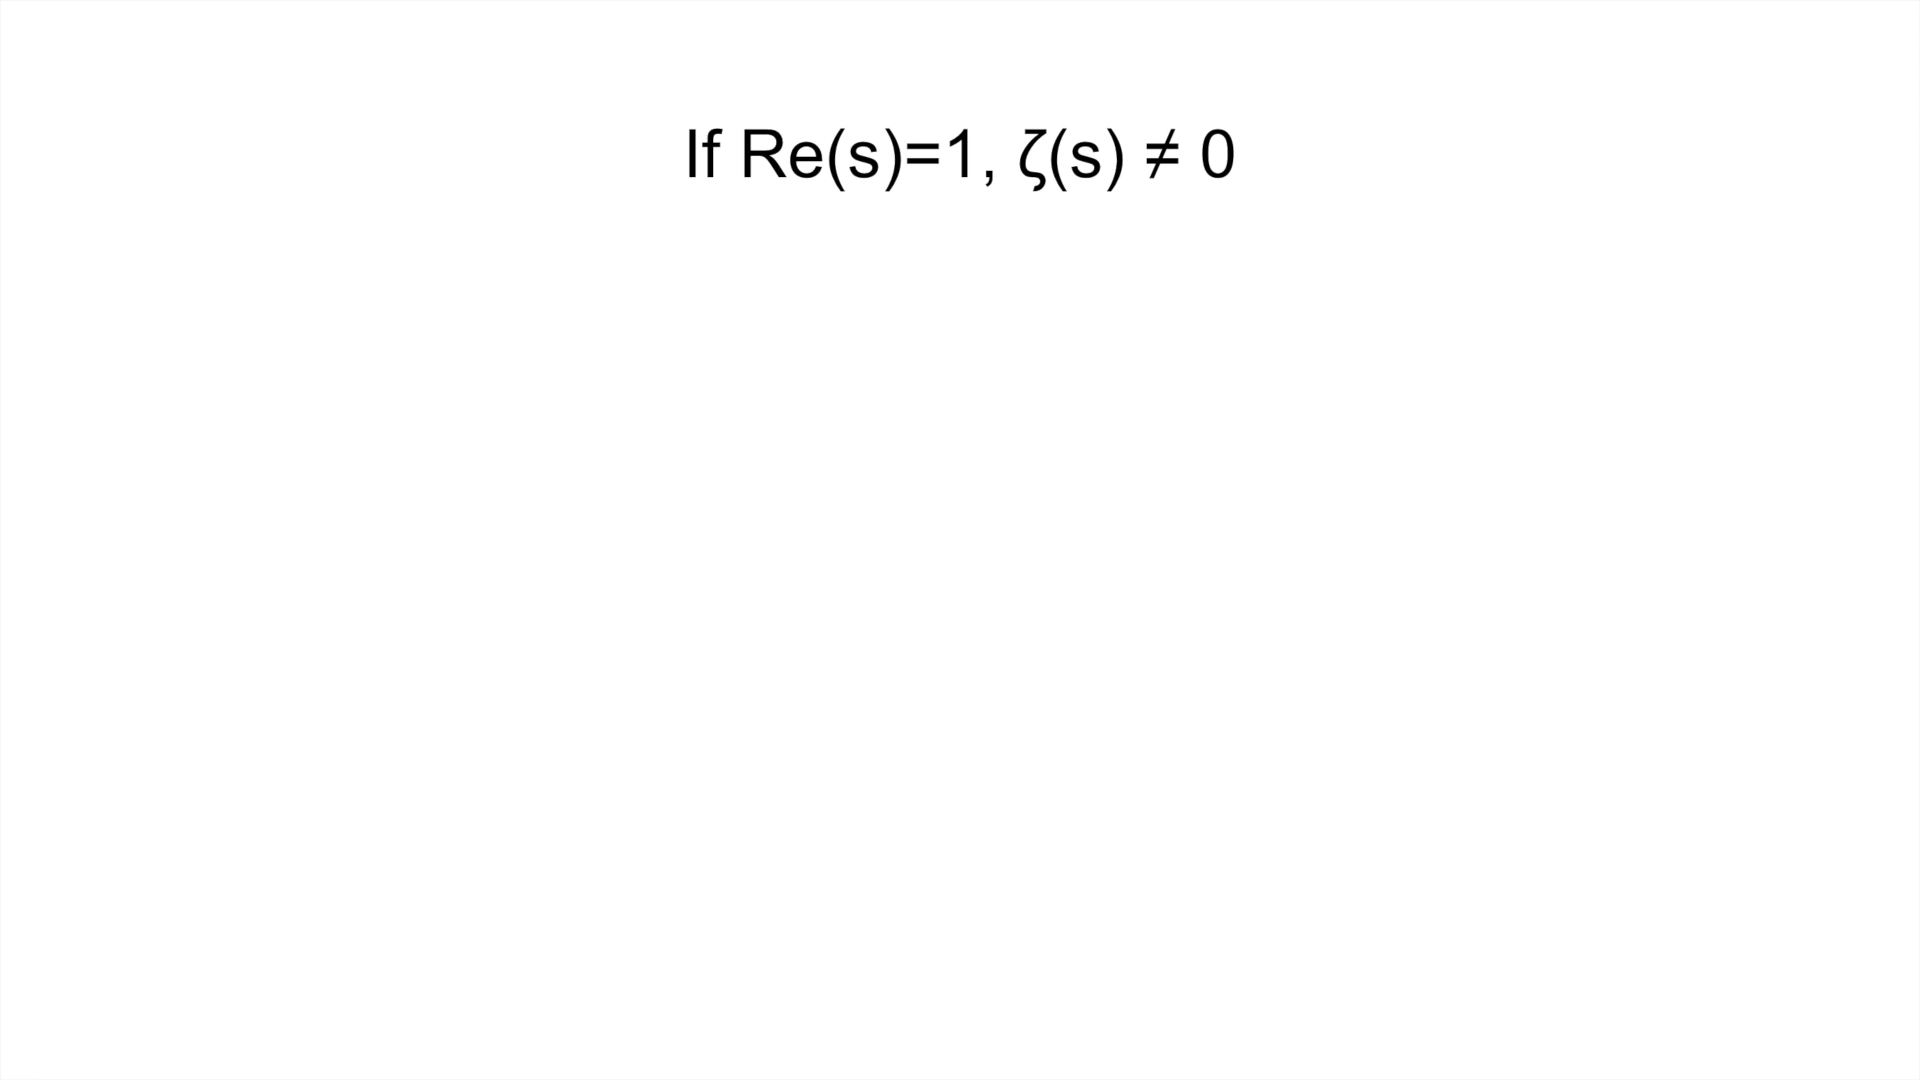 If Re(s)=1, ζ(s) ≠ 0